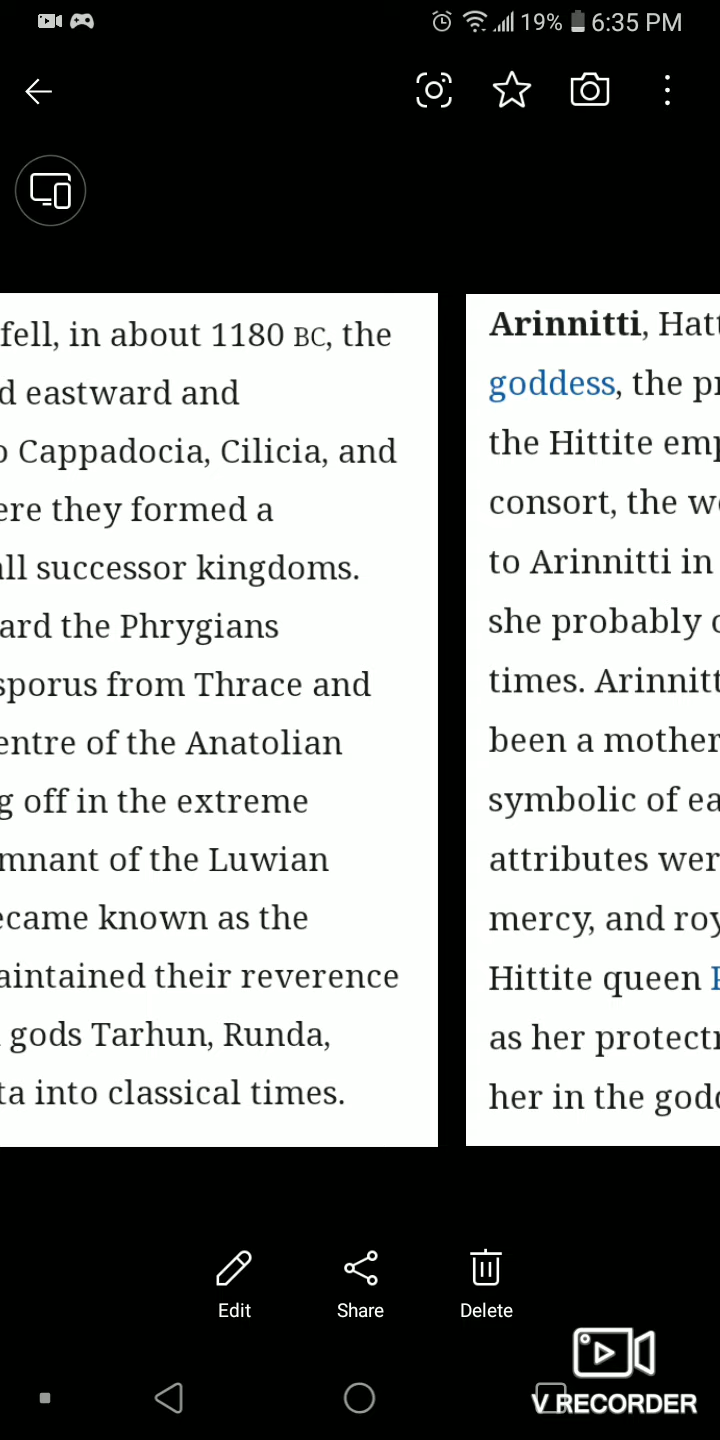 19% 6:35 PM
fell, in about 1180 BC, the
d eastward and
o Cappadocia, Cilicia, and
ere they formed a
all successor kingdoms.
ard the Phrygians
sporus from Thrace and
entre of the Anatolian
g off in the extreme
mnant of the Luwian
ecame known as the
aintained their reverence
gods Tarhun, Runda,
ta into classical times.
Arinnitti, Hatt
goddess, the pr
the Hittite emp
consort, the we
to Arinnitti in
she probably o
times. Arinnitt
been a mother
symbolic of ea
attributes wer
mercy, and roy
Hittite queen P
as her protectr
her in the godd
Edit Share Delete
V RECORDER